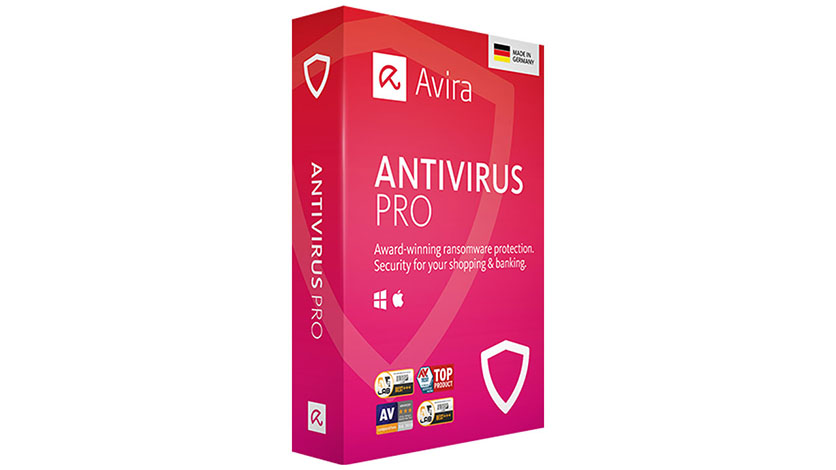 MADE IN
GERMANY
Avira
ANTIVIRUS
PRO
Award-winning ransomware protection.
Security for your shopping & banking.
ANTIVIRUS PRO
TOP
PRODUCT
AV